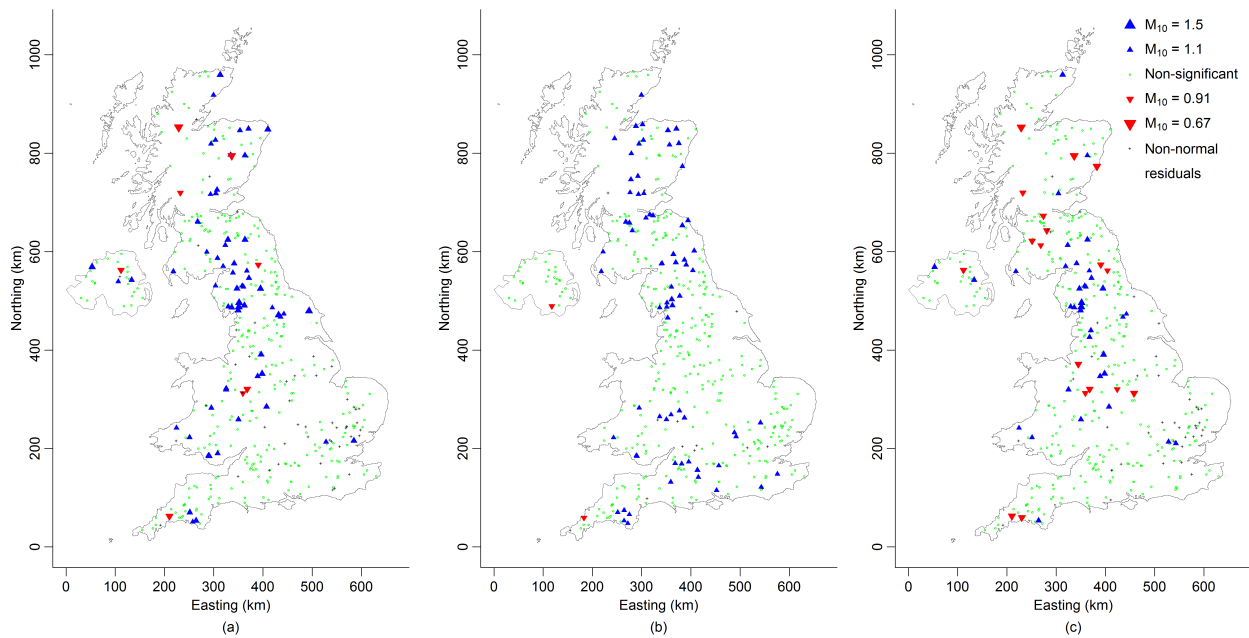 M10 = 1.5
M10 = 1.1
Non-significant
M10 = 0.91
M10 = 0.67
Non-normal
residuals
Northing (km)
0
200
400
600
800
1000
0 100 200 300 400 500 600
Easting (km)
(a)
Northing (km)
0
200
400
600
800
1000
0 100 200 300 400 500 600
Easting (km)
(b)
Northing (km)
0
200
400
600
800
1000
0 100 200 300 400 500 600
Easting (km)
(c)